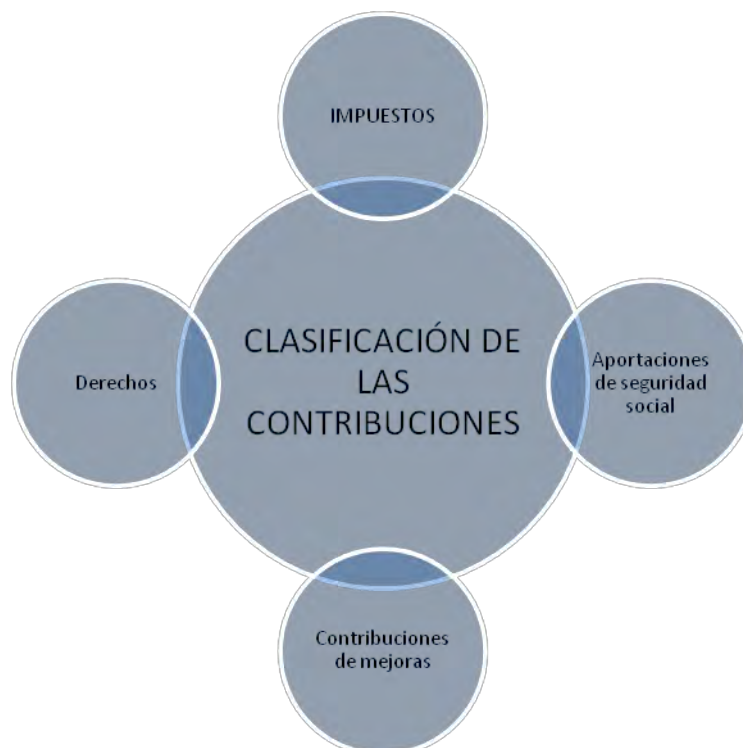 IMPUESTOS
CLASIFICACIÓN DE
LAS
CONTRIBUCIONES
Derechos
Aportaciones
de seguridad
social
Contribuciones
de mejoras